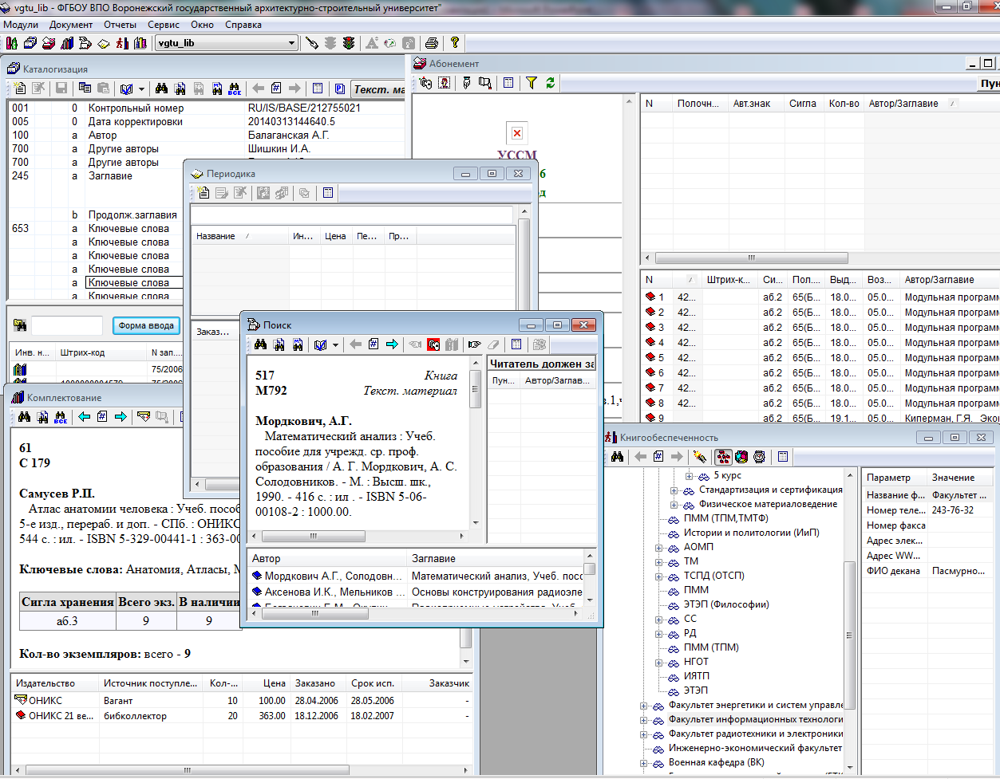 vgtu_lib - ФГБОУ ВПО Воронежский государственный архитектурно-строительный университет"
Модули Документ Отчеты Сервис Окно Справка
vgtu_lib
Каталогизация
Текст. ма
001 0 Контрольный номер RU/IS/BASE/212755021
005 0 Дата корректировки 20140313144640.5
100 a Автор Балаганская А.Г.
700 a Другие авторы Шишкин И.А.
700 a Другие авторы
245 a Заглавие
b Продолж.заглавия
653 a Ключевые слова
a Ключевые слова
a Ключевые слова
a Ключевые слова
a Ключевые слова
a Ключевые слова
Форма ввода
Инв. н... Штрих-код N зап....
75/2006
Абонемент
Пун
УССМ
б
д
N Полочн... Авт.знак Сигла Кол-во Автор/Заглавие
N Штрих-к... Си... Пол.... Выд... Воз... Автор/Заглавие
1 42... аб.2 65(Б... 18.0... 05.0... Модульная программ
2 42... аб.2 65(Б... 18.0... 05.0... Модульная программ
3 42... аб.2 65(Б... 18.0... 05.0... Модульная программ
4 42... аб.2 65(Б... 18.0... 05.0... Модульная программ
5 42... аб.2 65(Б... 18.0... 05.0... Модульная программ
6 42... аб.2 65(Б... 18.0... 05.0... Модульная программ
7 42... аб.2 65(Б... 18.0... 05.0... Модульная программ
8 42... аб.2 65(Б... 18.0... 05.0... Модульная программ
9 аб.2 65(Б... 19.1... 05.0... Киперман, Г.Я. Эко
в.1,ч
Периодика
Название Ин... Цена Пе... Пр...
Заказ...
Поиск
517 Книга
М792 Текст. материал
Мордкович, А.Г.
Математический анализ : Учеб.
пособие для учрежд. ср. проф.
образования / А. Г. Мордкович, А. С.
Солодовников. - М. : Высш. шк.,
1990. - 416 с. : ил . - ISBN 5-06-
00108-2 : 1000.00.
Читатель должен за
Пун... Автор/Заглав...
Автор Заглавие
Мордкович А.Г., Солодовн... Математический анализ, Учеб. посс
Аксенова И.К., Мельников ... Основы конструирования радиоэле
Комплектование
ВСЕ
61
С 179
Самусев Р.П.
Атлас анатомии человека : Учеб. пособ
5-е изд., перераб. и доп. - СПб. : ОНИКС
544 с. : ил. - ISBN 5-329-00441-1 : 363-00
Ключевые слова: Анатомия, Атласы, М
Сигла хранения Всего экз. В наличии
аб.3 9 9
Кол-во экземпляров: всего - 9
Издательство Источник поступле... Кол-... Цена Заказано Срок исп. Заказчик
ОНИКС Вагант 10 100.00 28.04.2006 28.05.2006 -
ОНИКС 21 ве... бибколлектор 20 363.00 18.12.2006 18.02.2007 -
Книгообеспеченность
5 курс
Стандартизация и сертификация
Физическое материаловедение
ПММ (ТПМ,ТМТФ)
Истории и политологии (ИиП)
АОМП
ТМ
ТСПД (ОТСП)
ПММ
ЭТЭП (Философии)
СС
РД
ПММ (ТПМ)
НГОТ
ИЯТП
ЭТЭП
Факультет энергетики и систем управле
Факультет информационных технологи
Факультет радиотехники и электроники
Инженерно-экономический факультет
Военная кафедра (ВК)
Параметр Значение
Название ф... Факультет ...
Номер теле... 243-76-32
Номер факса
Адрес элек...
Адрес WW...
ФИО декана Пасмурно...